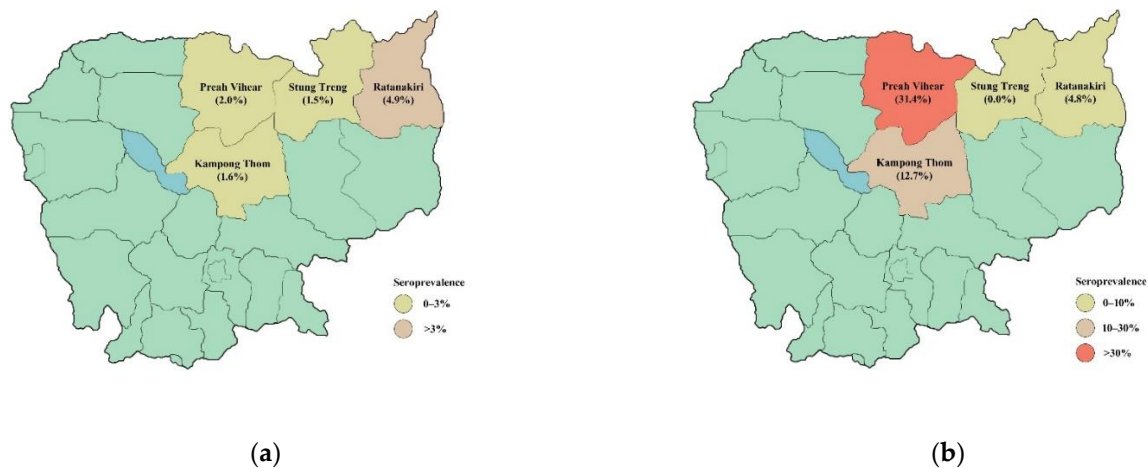 Preah Vihear
(2.0%)
Stung Treng
(1.5%)
Ratanakiri
(4.9%)
Kampong Thom
(1.6%)
Seroprevalence
0–3%
>3%
(a)
Preah Vihear
(31.4%)
Stung Treng
(0.0%)
Ratanakiri
(4.8%)
Kampong Thom
(12.7%)
Seroprevalence
0–10%
10–30%
>30%
(b)